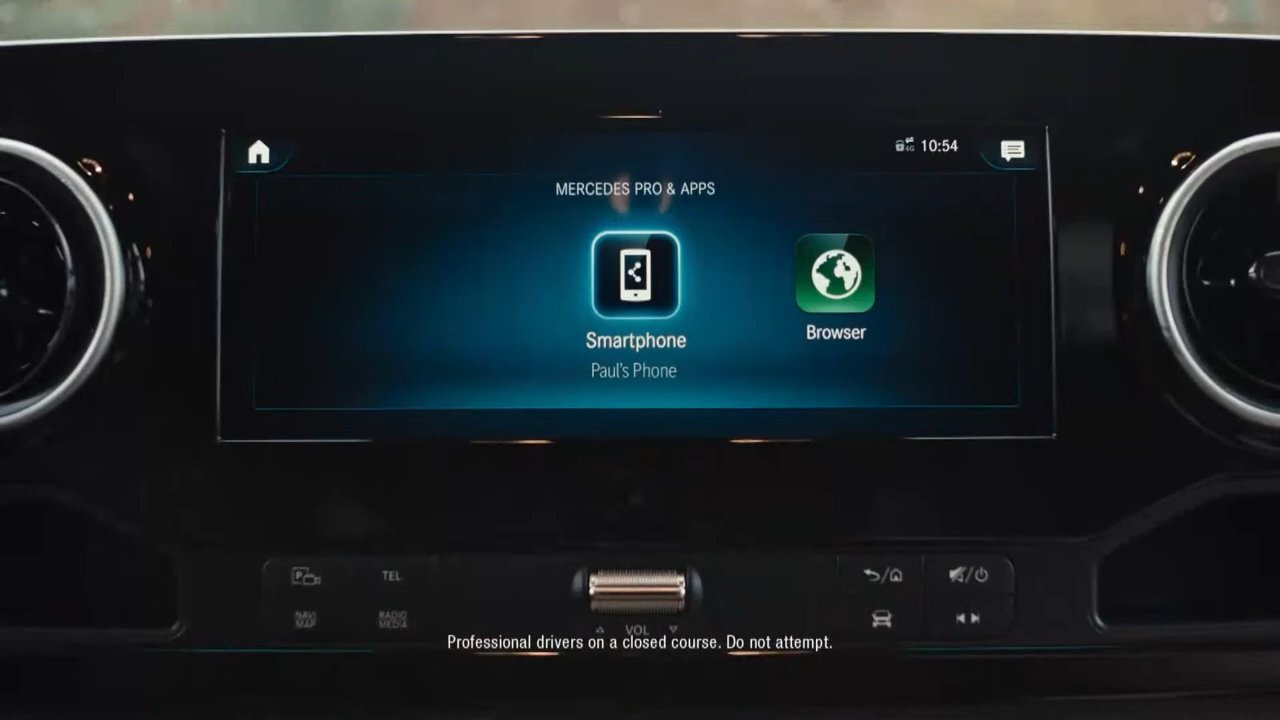 4G 10:54
MERCEDES PRO & APPS
Smartphone
Paul's Phone
Browser
P
TEL
NAVI
MAP
RADIO
MEDIA
VOL
Professional drivers on a closed course. Do not attempt.